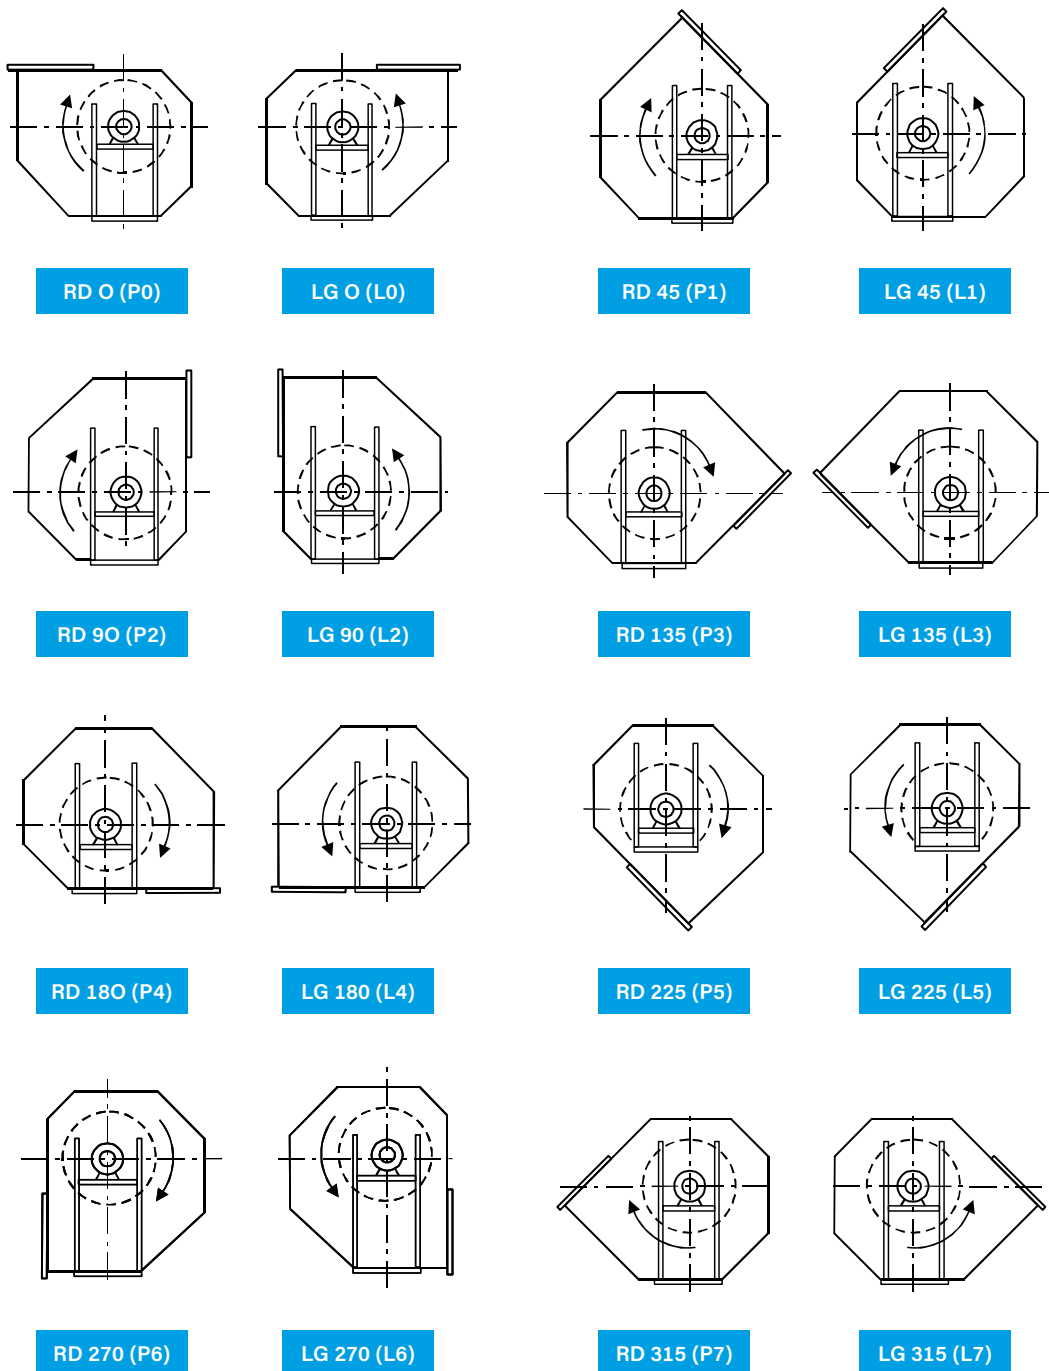 RD O (P0)
LG O (L0)
RD 45 (P1)
LG 45 (L1)
RD 9O (P2)
LG 90 (L2)
RD 135 (P3)
LG 135 (L3)
RD 18O (P4)
LG 180 (L4)
RD 225 (P5)
LG 225 (L5)
RD 270 (P6)
LG 270 (L6)
RD 315 (P7)
LG 315 (L7)